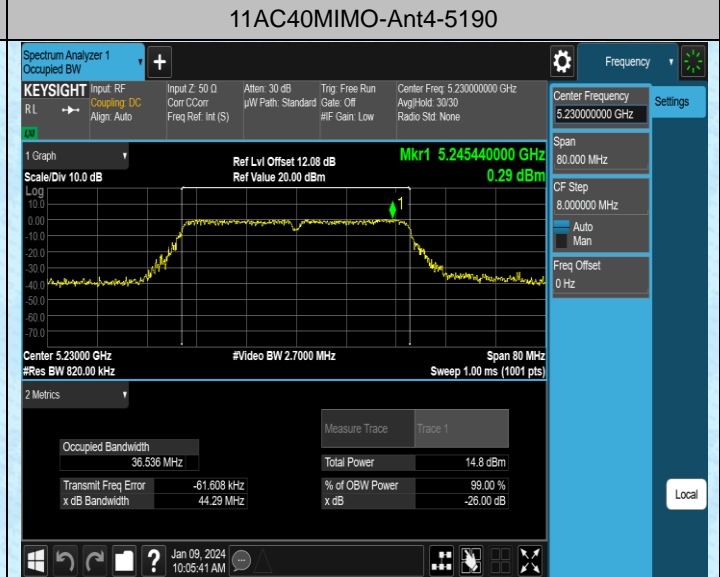 11AC40MIMO-Ant4-5190
Spectrum Analyzer 1
Occupied BW
Frequency
KEYSIGHT
RL
Input: RF
Coupling: DC
Align: Auto
Input Z: 50 Ω
Corr CCorr
Freq Ref: Int (S)
Atten: 30 dB
µW Path: Standard
Trig: Free Run
Gate: Off
#IF Gain: Low
Center Freq: 5.230000000 GHz
Avg|Hold: 30/30
Radio Std: None
Center Frequency
5.230000000 GHz
Settings
Span
80.000 MHz
CF Step
8.000000 MHz
Auto
Man
Freq Offset
0 Hz
1 Graph
Scale/Div 10.0 dB
Ref Lvl Offset 12.08 dB
Ref Value 20.00 dBm
Mkr1 5.245440000 GHz
0.29 dBm
Log
10.0
0.00
-10.0
-20.0
-30.0
-40.0
-50.0
-60.0
-70.0
1
Center 5.23000 GHz
#Res BW 820.00 kHz
#Video BW 2.7000 MHz
Span 80 MHz
Sweep 1.00 ms (1001 pts)
2 Metrics
Measure Trace Trace 1
Occupied Bandwidth
36.536 MHz
Total Power 14.8 dBm
Transmit Freq Error -61.608 kHz
% of OBW Power 99.00 %
x dB Bandwidth 44.29 MHz
x dB -26.00 dB
Local
Jan 09, 2024
10:05:41 AM